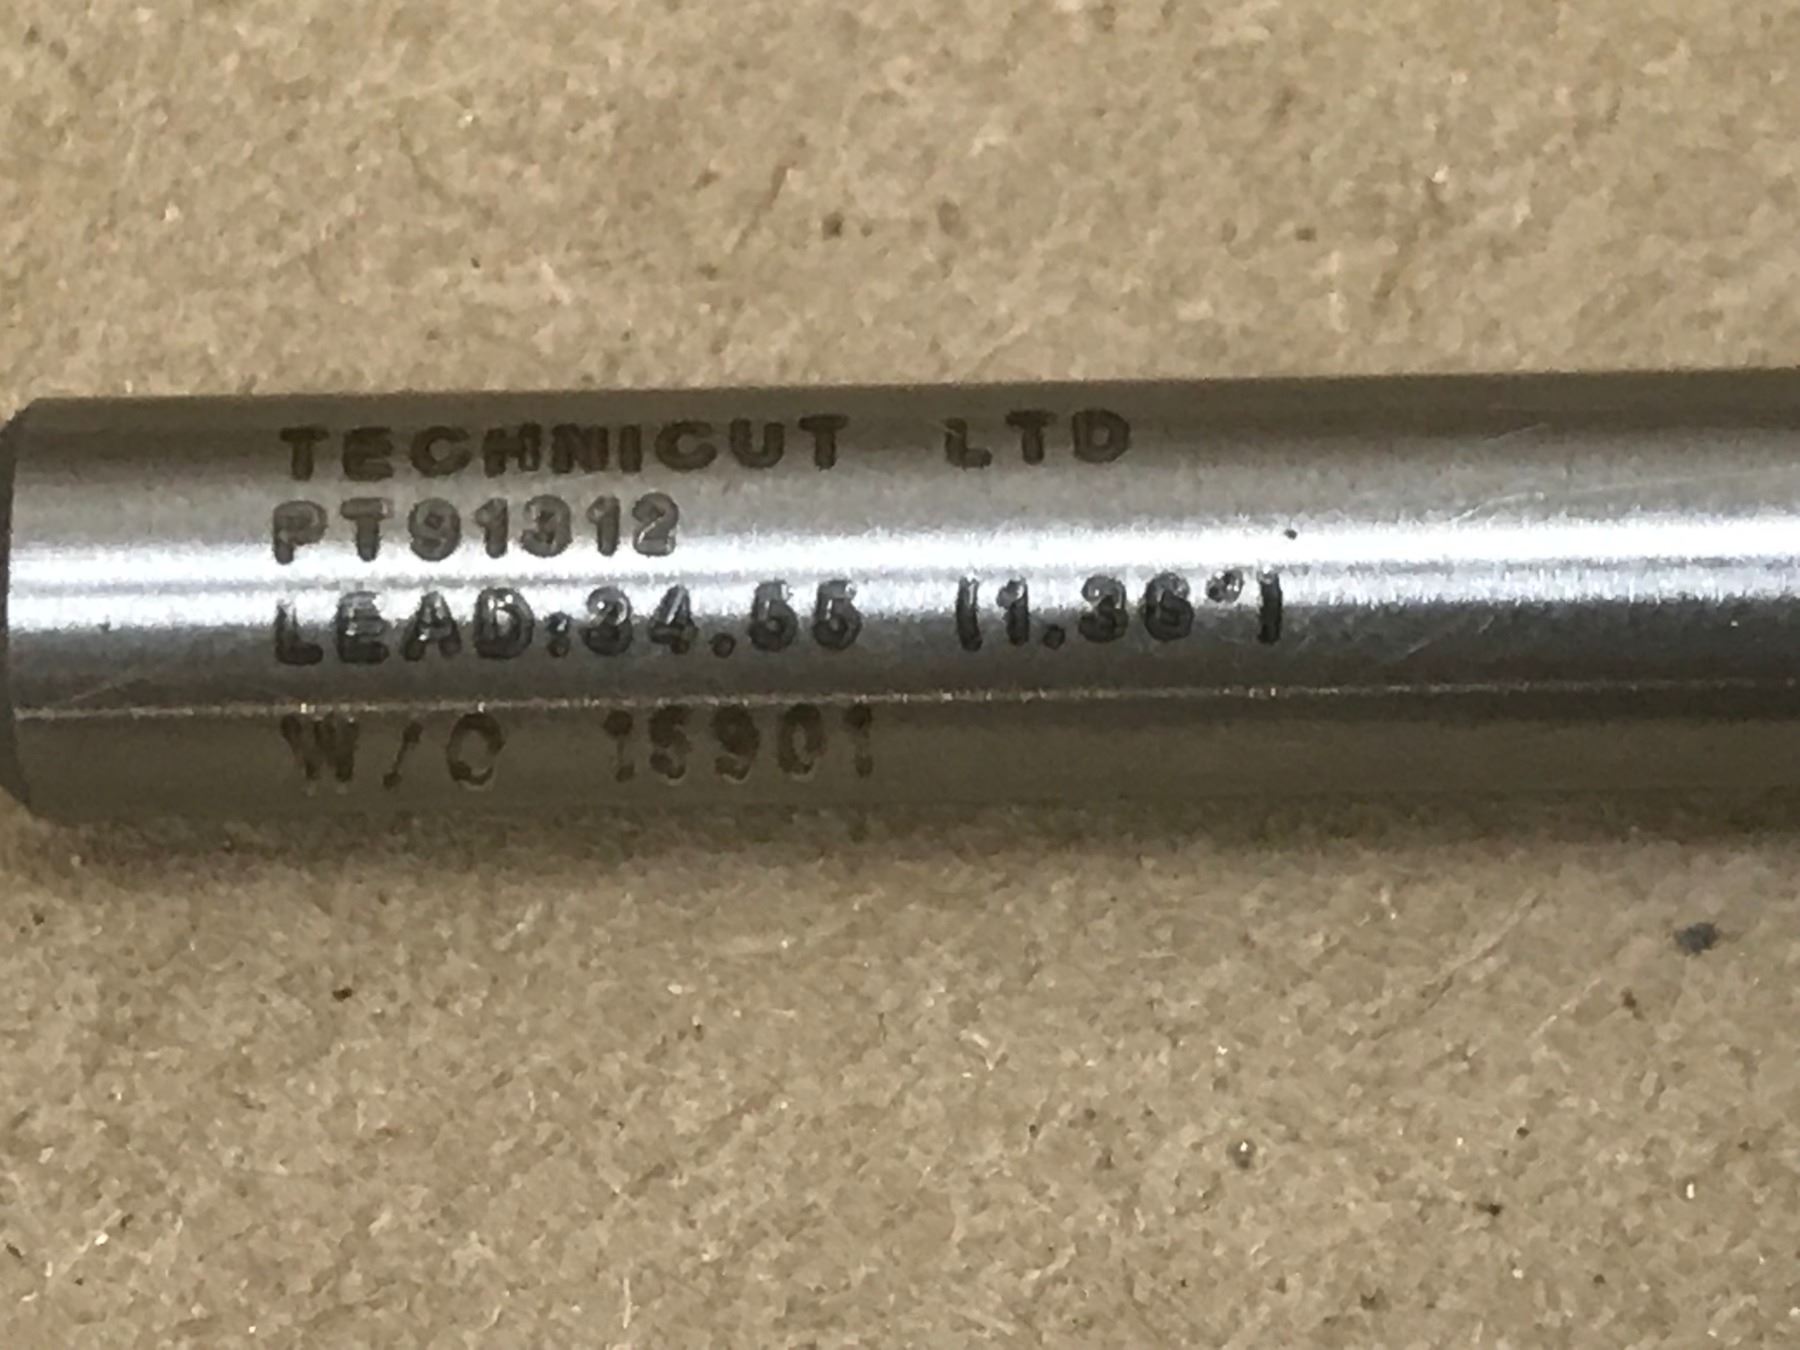 TECHNICUT LTD
PT91312
LEAD:34.55 (1.36")
W/O 15901